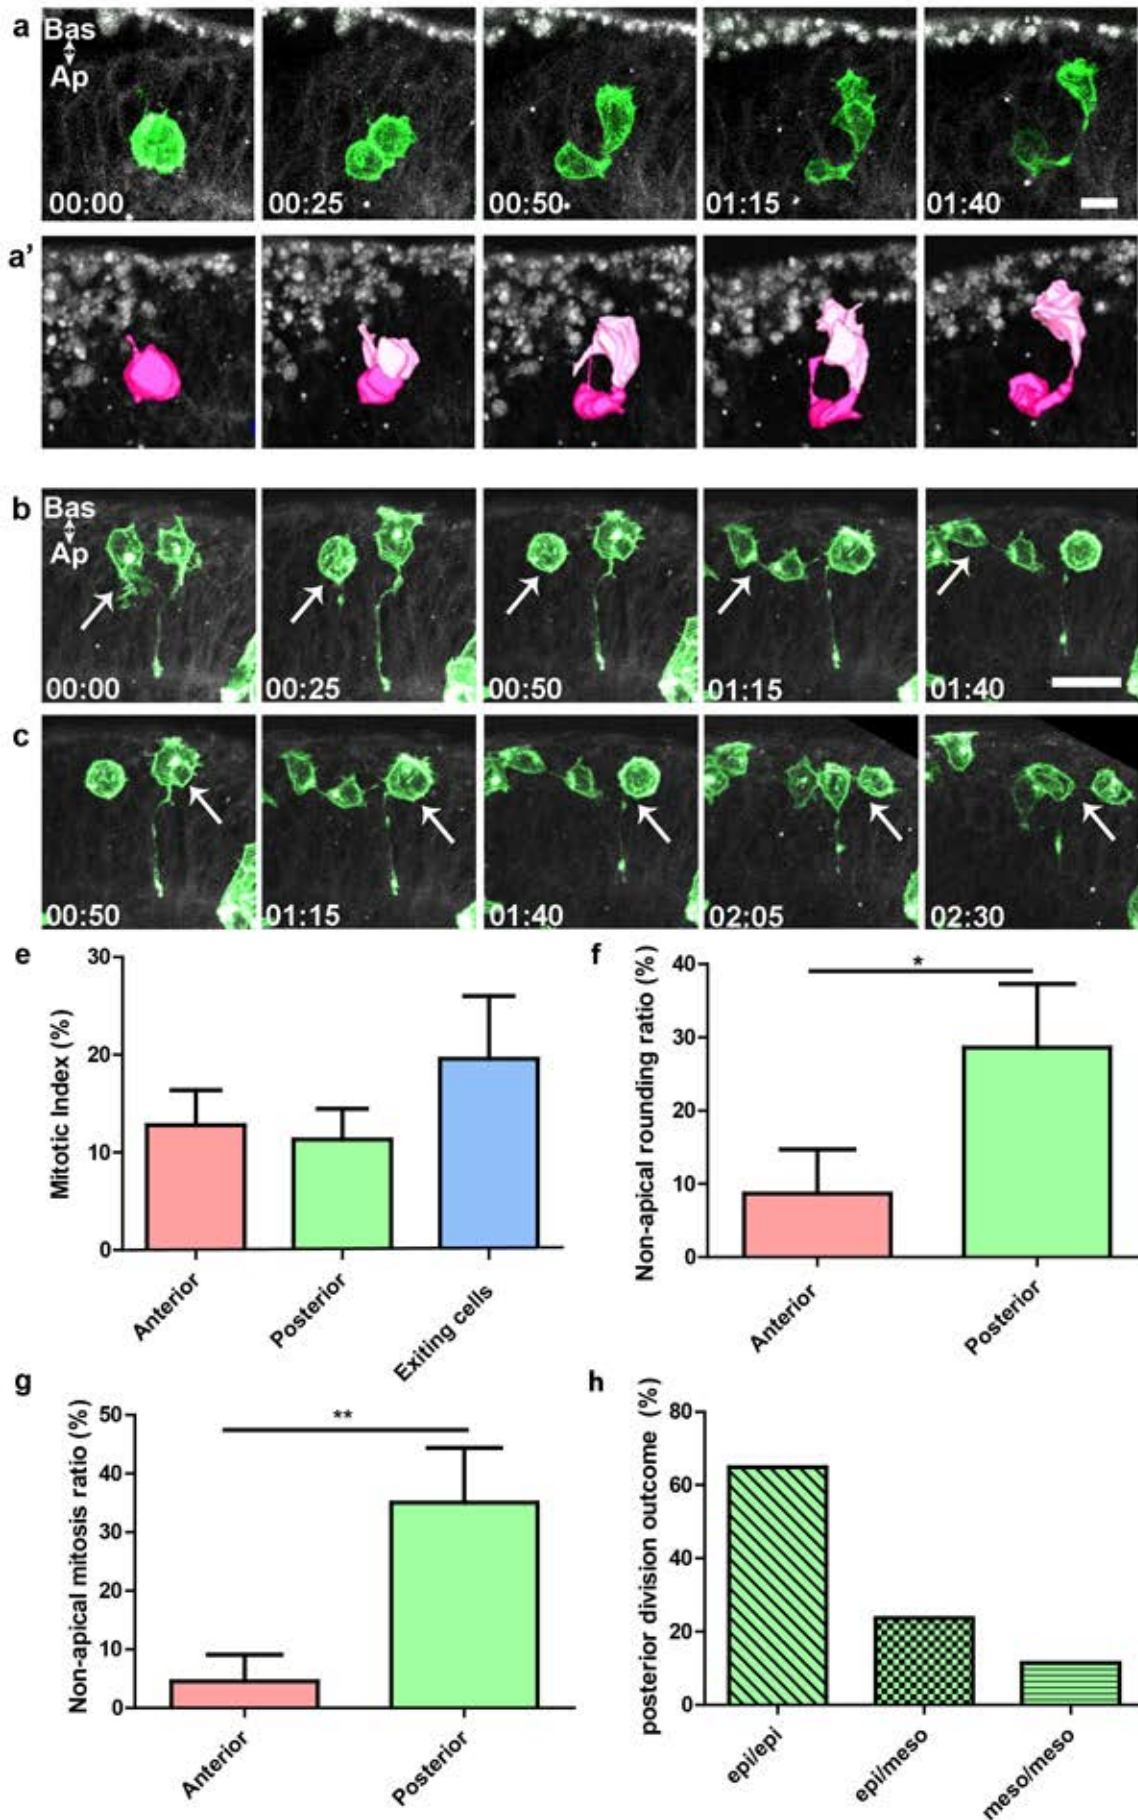 a
Bas
Ap
00:00
00:25
00:50
01:15
01:40
a'
b
Bas
Ap
00:00
00:25
00:50
01:15
01:40
c
00:50
01:15
01:40
02:05
02:30
e
Mitotic Index (%)
30
20
10
0
Anterior
Posterior
Exiting cells
f
Non-apical rounding ratio (%)
40
30
20
10
0
*
Anterior
Posterior
g
Non-apical mitosis ratio (%)
50
40
30
20
10
0
**
Anterior
Posterior
h
posterior division outcome (%)
80
60
40
20
0
epi/epi
epi/meso
meso/meso